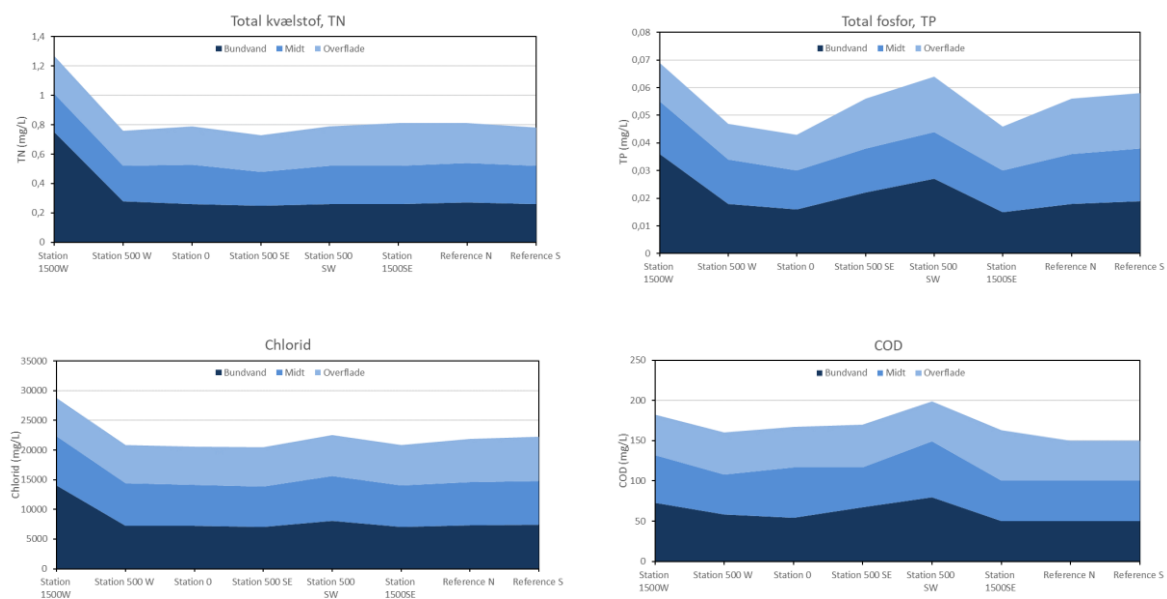 Total kvælstof, TN
1,4
1,2
1
0,8
0,6
0,4
0,2
0
TN (mg/L)
Bundvand Midt Overflade
Station 1500W
Station 500 W
Station 0
Station 500 SE
Station 500 SW
Station 1500SE
Reference N
Reference S
Total fosfor, TP
0,08
0,07
0,06
0,05
0,04
0,03
0,02
0,01
0
TP (mg/L)
Bundvand Midt Overflade
Station 1500W
Station 500 W
Station 0
Station 500 SE
Station 500 SW
Station 1500SE
Reference N
Reference S
Chlorid
35000
30000
25000
20000
15000
10000
5000
0
Chlorid (mg/L)
Bundvand Midt Overflade
Station 1500W
Station 500 W
Station 0
Station 500 SE
Station 500 SW
Station 1500SE
Reference N
Reference S
COD
250
200
150
100
50
0
COD (mg/L)
Bundvand Midt Overflade
Station 1500W
Station 500 W
Station 0
Station 500 SE
Station 500 SW
Station 1500SE
Reference N
Reference S